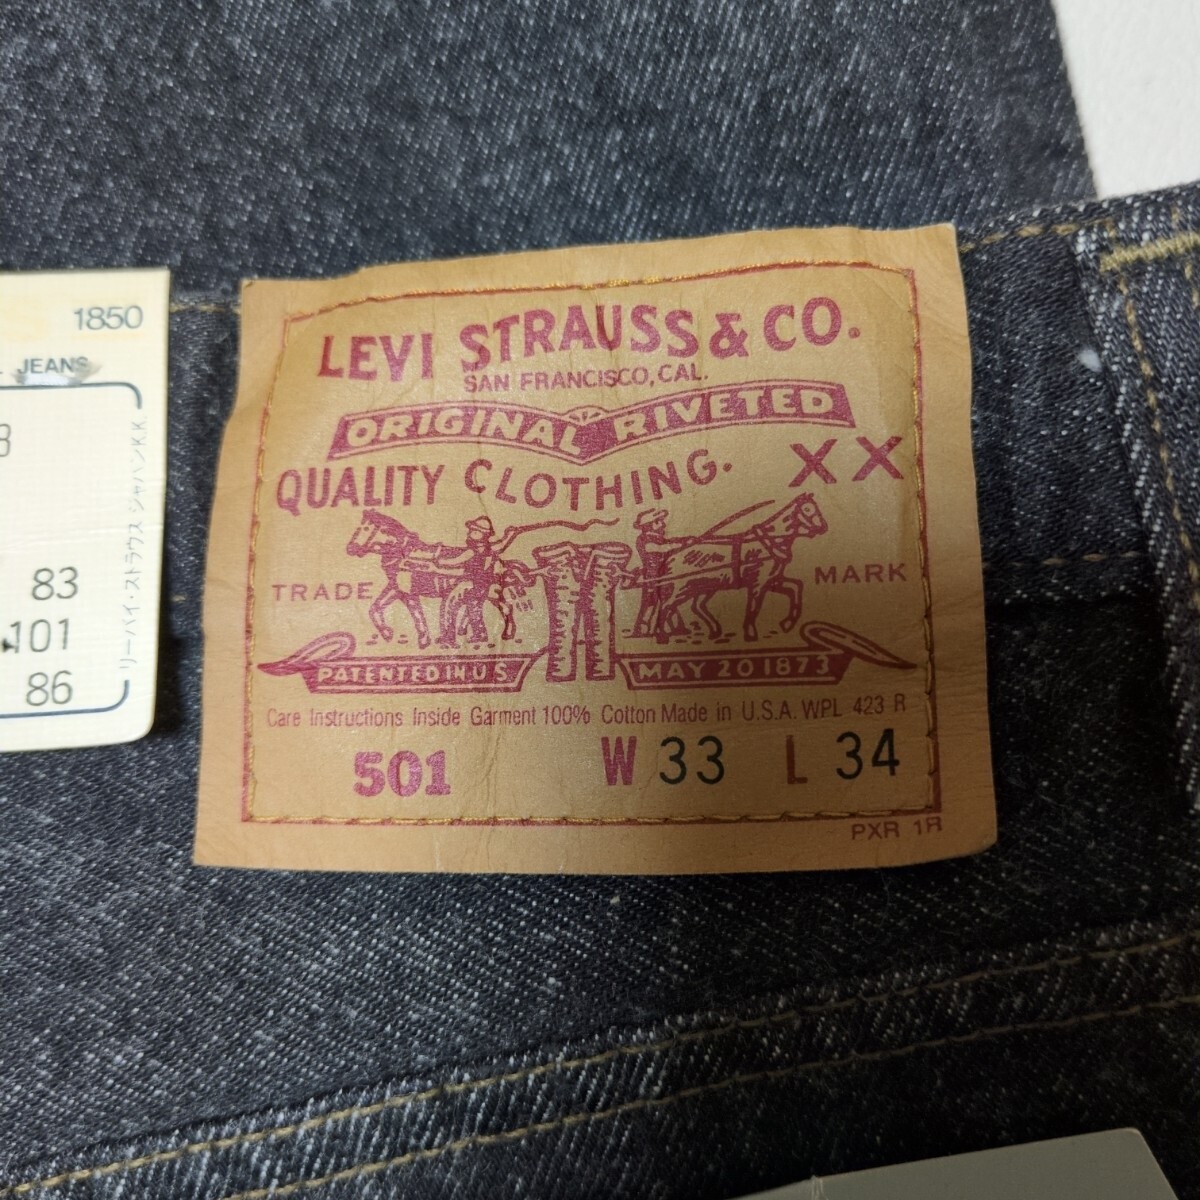 1850
JEANS
83
101
86
リーバイ・ストラウス ジャパンK.K.
LEVI STRAUSS & CO.
SAN FRANCISCO, CAL.
ORIGINAL RIVETED
QUALITY CLOTHING. XX
TRADE MARK
PATENTED IN U S MAY 20 1873
Care Instructions Inside Garment 100% Cotton Made in U.S.A. WPL 423 R
501 W 33 L 34
PXR 1R